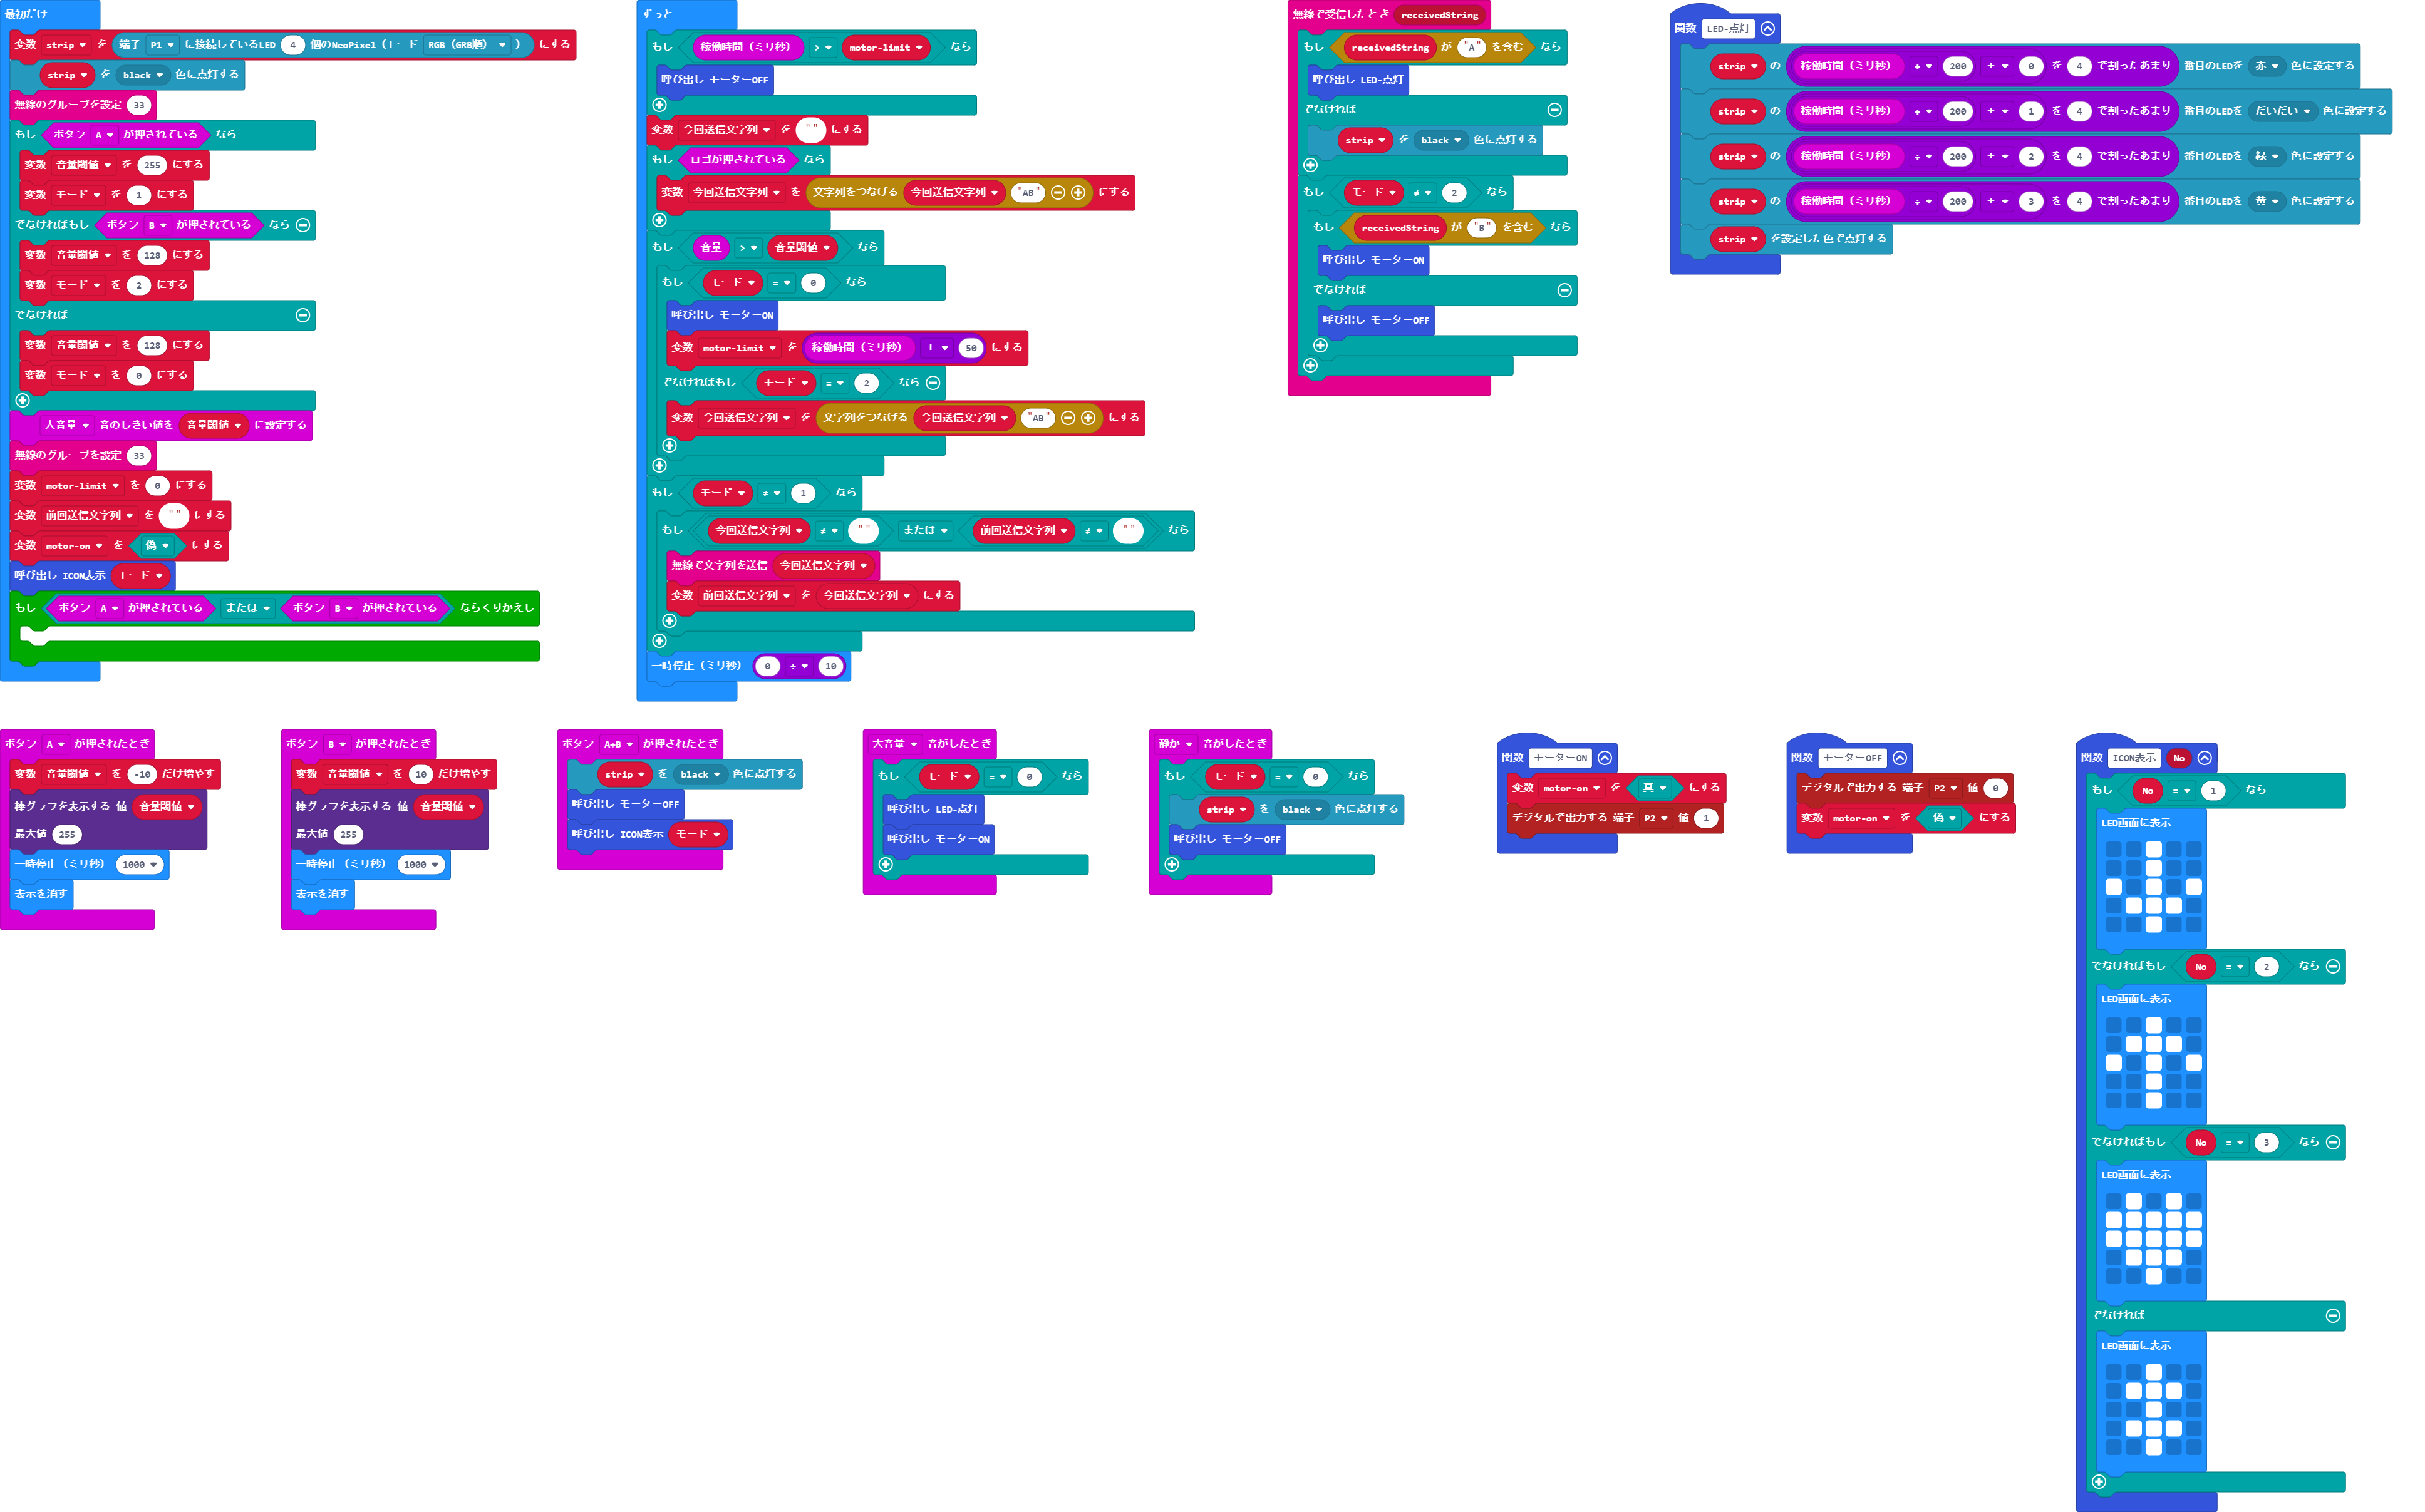 最初だけ
変数 strip を 端子 P1 に接続しているLED 4 個のNeoPixel（モード RGB（GRB順） ） にする
strip を black 色に点灯する
無線のグループを設定 33
もし ボタン A が押されている なら
変数 音量閾値 を 255 にする
変数 モード を 1 にする
でなければもし ボタン B が押されている なら
変数 音量閾値 を 128 にする
変数 モード を 2 にする
でなければ
変数 音量閾値 を 128 にする
変数 モード を 0 にする
大音量 音のしきい値を 音量閾値 に設定する
無線のグループを設定 33
変数 motor-limit を 0 にする
変数 前回送信文字列 を " " にする
変数 motor-on を 偽 にする
呼び出し ICON表示 モード
もし ボタン A が押されている または ボタン B が押されている ならくりかえし
ずっと
もし 稼働時間（ミリ秒） > motor-limit なら
呼び出し モーターOFF
変数 今回送信文字列 を " " にする
もし ロゴが押されている なら
変数 今回送信文字列 を 文字列をつなげる 今回送信文字列 "AB" にする
もし 音量 > 音量閾値 なら
もし モード = 0 なら
呼び出し モーターON
変数 motor-limit を 稼働時間（ミリ秒） + 50 にする
でなければもし モード = 2 なら
変数 今回送信文字列 を 文字列をつなげる 今回送信文字列 "AB" にする
もし モード ≠ 1 なら
もし 今回送信文字列 ≠ " " または 前回送信文字列 ≠ " " なら
無線で文字列を送信 今回送信文字列
変数 前回送信文字列 を 今回送信文字列 にする
一時停止（ミリ秒） 0 ÷ 10
無線で受信したとき receivedString
もし receivedString が "A" を含む なら
呼び出し LED-点灯
でなければ
strip を black 色に点灯する
もし モード ≠ 2 なら
もし receivedString が "B" を含む なら
呼び出し モーターON
でなければ
呼び出し モーターOFF
関数 LED-点灯
strip の 稼働時間（ミリ秒） ÷ 200 + 0 を 4 で割ったあまり 番目のLEDを 赤 色に設定する
strip の 稼働時間（ミリ秒） ÷ 200 + 1 を 4 で割ったあまり 番目のLEDを だいだい 色に設定する
strip の 稼働時間（ミリ秒） ÷ 200 + 2 を 4 で割ったあまり 番目のLEDを 緑 色に設定する
strip の 稼働時間（ミリ秒） ÷ 200 + 3 を 4 で割ったあまり 番目のLEDを 黄 色に設定する
strip を設定した色で点灯する
ボタン A が押されたとき
変数 音量閾値 を -10 だけ増やす
棒グラフを表示する 値 音量閾値
最大値 255
一時停止（ミリ秒） 1000
表示を消す
ボタン B が押されたとき
変数 音量閾値 を 10 だけ増やす
棒グラフを表示する 値 音量閾値
最大値 255
一時停止（ミリ秒） 1000
表示を消す
ボタン A+B が押されたとき
strip を black 色に点灯する
呼び出し モーターOFF
呼び出し ICON表示 モード
大音量 音がしたとき
もし モード = 0 なら
呼び出し LED-点灯
呼び出し モーターON
静か 音がしたとき
もし モード = 0 なら
strip を black 色に点灯する
呼び出し モーターOFF
関数 モーターON
変数 motor-on を 真 にする
デジタルで出力する 端子 P2 値 1
関数 モーターOFF
デジタルで出力する 端子 P2 値 0
変数 motor-on を 偽 にする
関数 ICON表示 No
もし No = 1 なら
LED画面に表示
でなければもし No = 2 なら
LED画面に表示
でなければもし No = 3 なら
LED画面に表示
でなければ
LED画面に表示